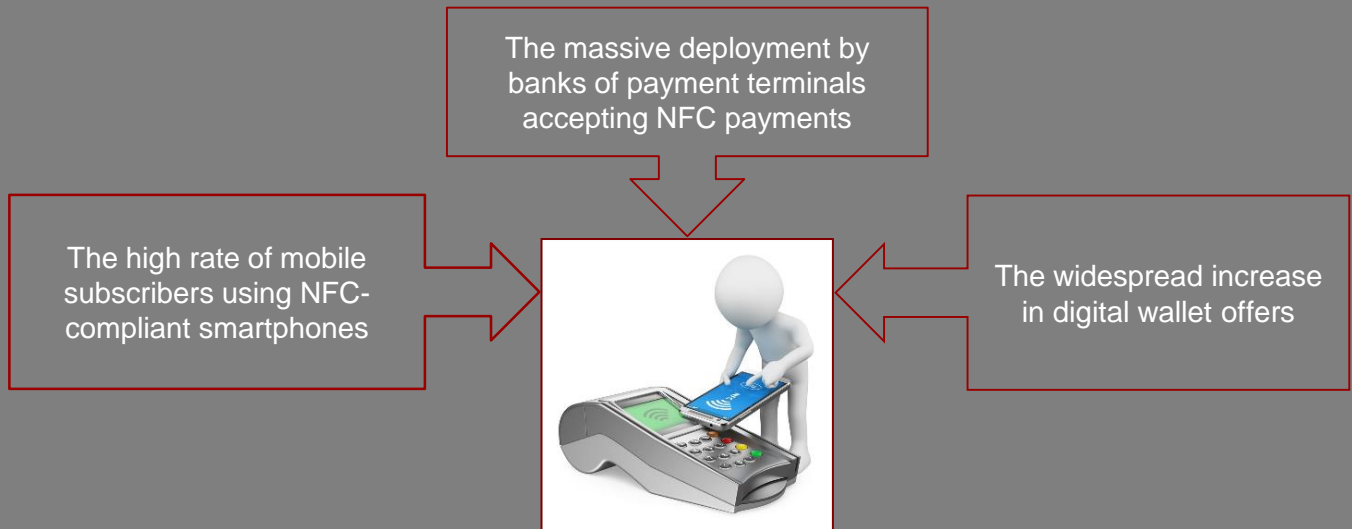 The massive deployment by
banks of payment terminals
accepting NFC payments
The high rate of mobile
subscribers using NFC-
compliant smartphones
The widespread increase
in digital wallet offers
NFC